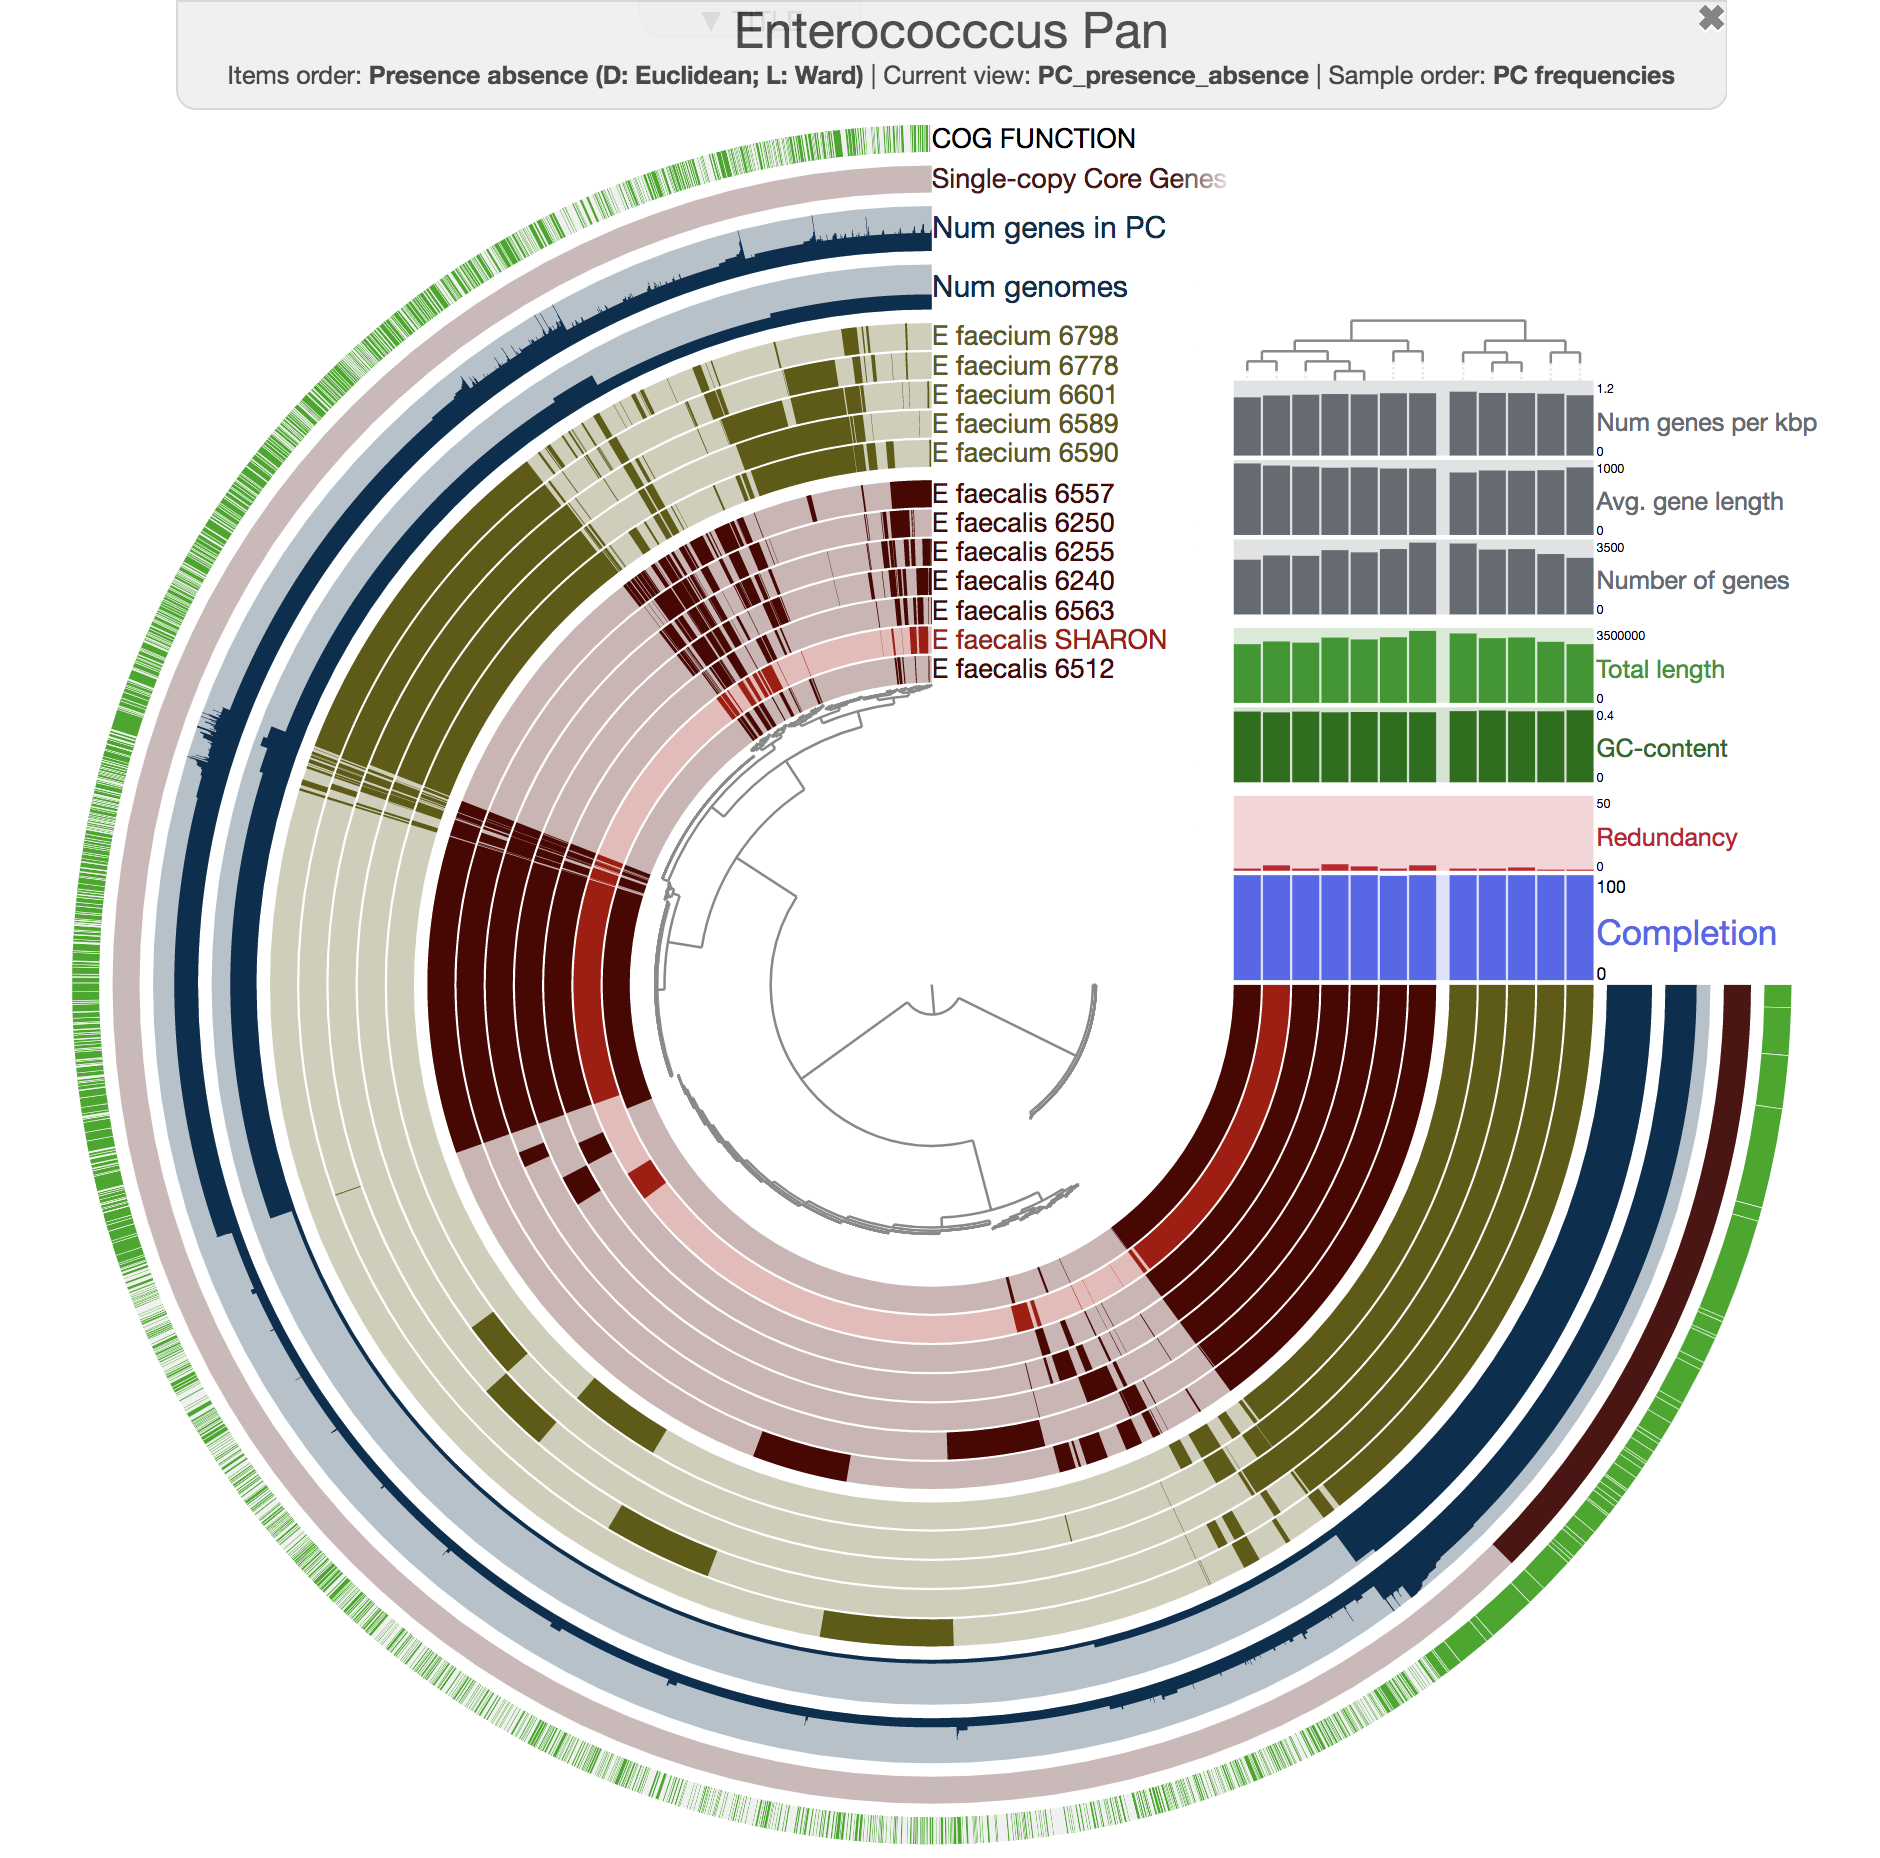 ▼ TITLE
Enterococccus Pan
Items order: Presence absence (D: Euclidean; L: Ward) | Current view: PC_presence_absence | Sample order: PC frequencies
COG FUNCTION
Single-copy Core Genes
Num genes in PC
Num genomes
E faecium 6798
E faecium 6778
E faecium 6601
E faecium 6589
E faecium 6590
E faecalis 6557
E faecalis 6250
E faecalis 6255
E faecalis 6240
E faecalis 6563
E faecalis SHARON
E faecalis 6512
1.2
Num genes per kbp
0
1000
Avg. gene length
0
3500
Number of genes
0
3500000
Total length
0
0.4
GC-content
0
50
Redundancy
0
100
Completion
0